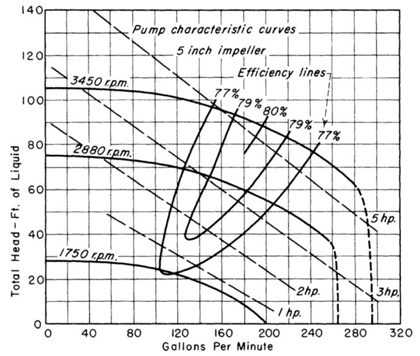 140
Pump characteristic curves
5 inch impeller
120
Efficiency lines
3450 r.p.m.
77%
79%
80%
79%
77%
100
2880 r.p.m.
80
Total Head - Ft. of Liquid
60
40
1750 r.p.m.
5 hp.
20
2hp.
3hp.
1 hp.
0
0 40 80 120 160 200 240 280 320
Gallons Per Minute